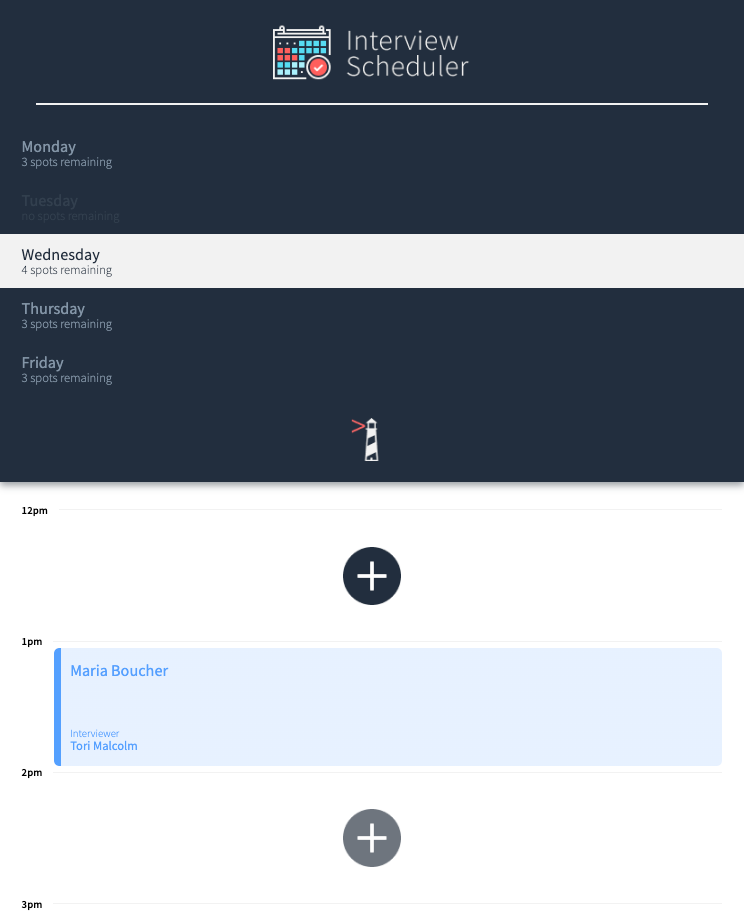 Interview
Scheduler
Monday
3 spots remaining
Tuesday
no spots remaining
Wednesday
4 spots remaining
Thursday
3 spots remaining
Friday
3 spots remaining
>
12pm
1pm
Maria Boucher
Interviewer
Tori Malcolm
2pm
3pm